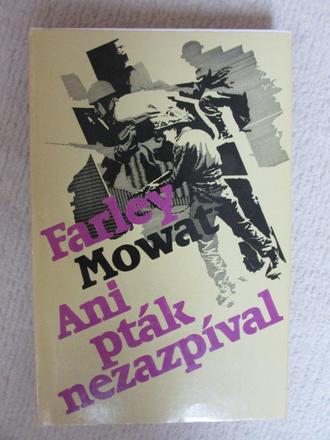 Farley
Mowat
Ani
pták
nezazpíval